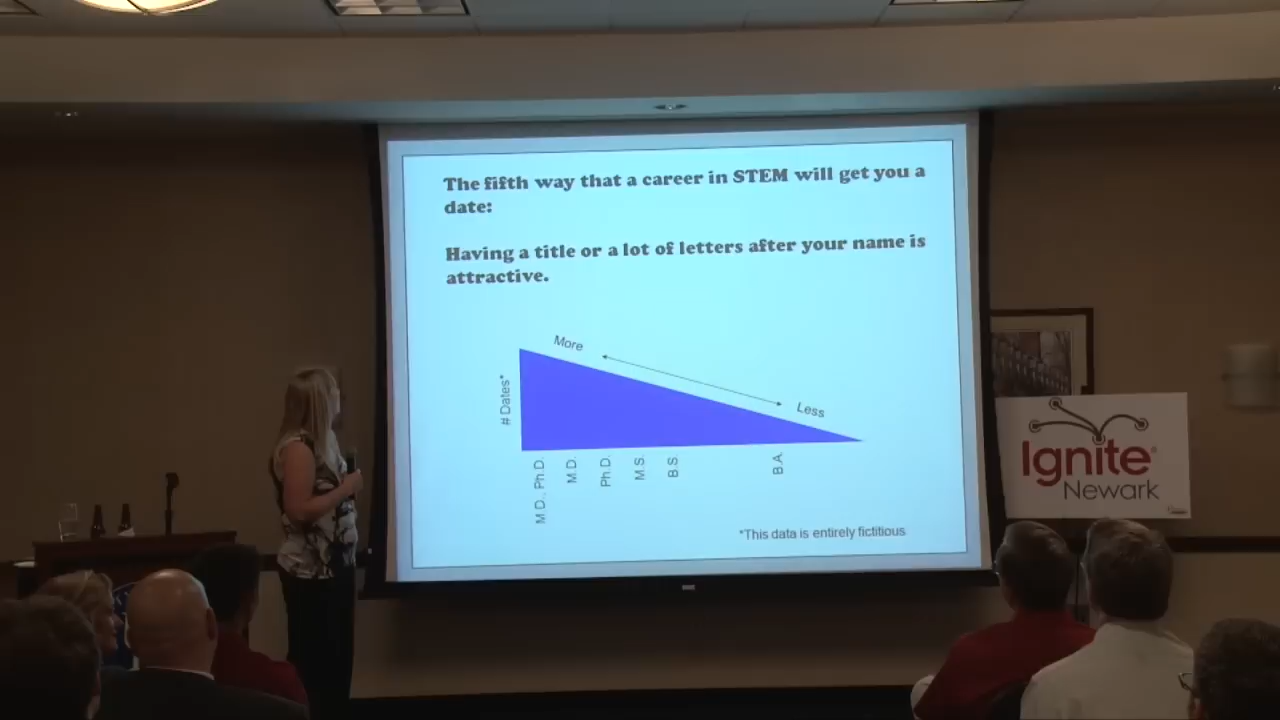 The fifth way that a career in STEM will get you a
date:
Having a title or a lot of letters after your name is
attractive.
More
Less
# Dates*
M.D., Ph.D.
M.D.
Ph.D.
M.S.
B.S.
B.A.
*This data is entirely fictitious
Ignite
Newark